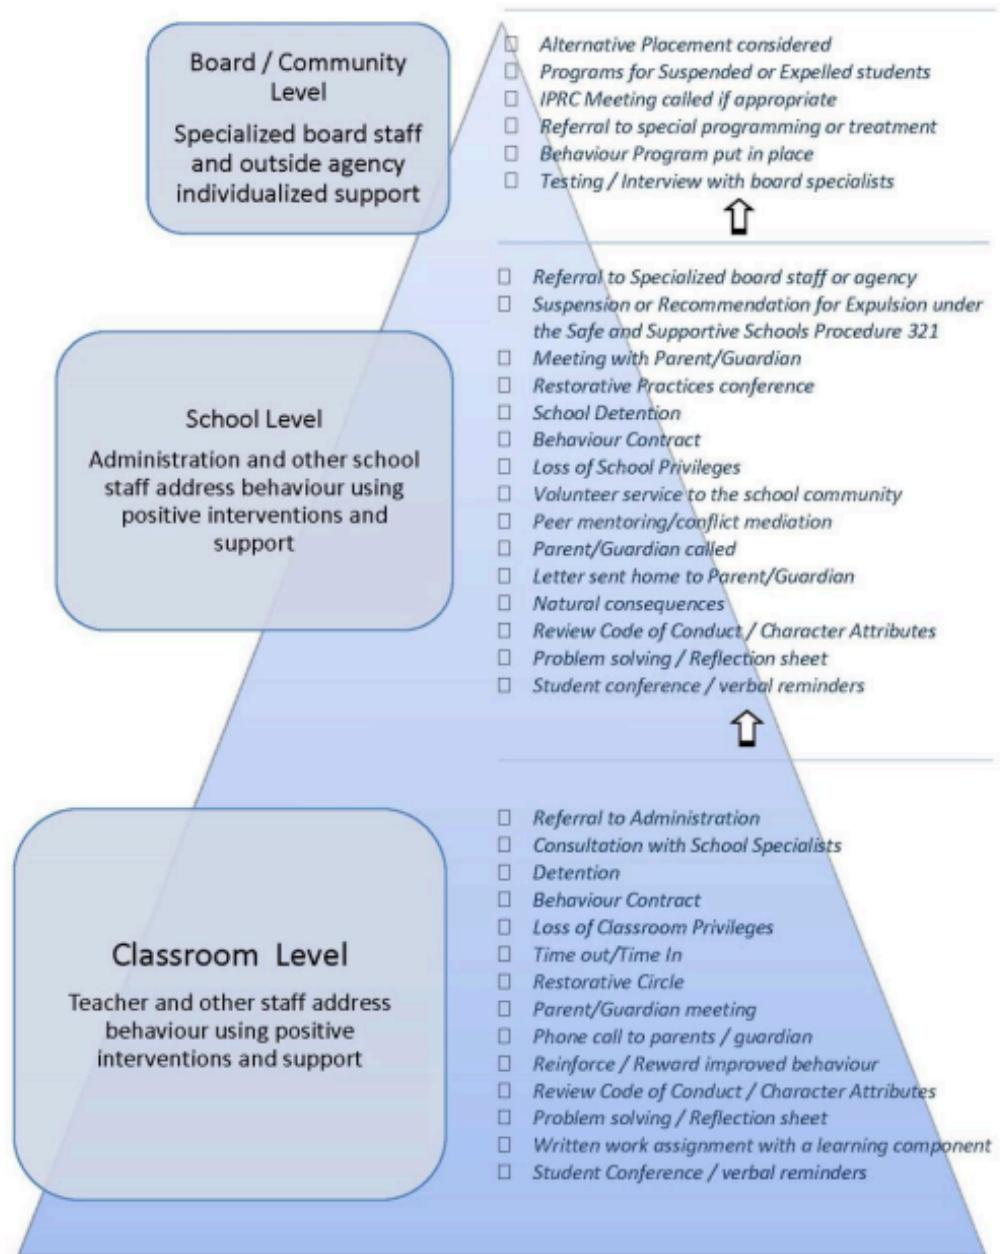 Board / Community
Level
Specialized board staff
and outside agency
individualized support
Alternative Placement considered
Programs for Suspended or Expelled students
IPRC Meeting called if appropriate
Referral to special programming or treatment
Behaviour Program put in place
Testing / Interview with board specialists
School Level
Administration and other school
staff address behaviour using
positive interventions and
support
Referral to Specialized board staff or agency
Suspension or Recommendation for Expulsion under
the Safe and Supportive Schools Procedure 321
Meeting with Parent/Guardian
Restorative Practices conference
School Detention
Behaviour Contract
Loss of School Privileges
Volunteer service to the school community
Peer mentoring/conflict mediation
Parent/Guardian called
Letter sent home to Parent/Guardian
Natural consequences
Review Code of Conduct / Character Attributes
Problem solving / Reflection sheet
Student conference / verbal reminders
Classroom Level
Teacher and other staff address
behaviour using positive
interventions and support
Referral to Administration
Consultation with School Specialists
Detention
Behaviour Contract
Loss of Classroom Privileges
Time out/Time In
Restorative Circle
Parent/Guardian meeting
Phone call to parents / guardian
Reinforce / Reward improved behaviour
Review Code of Conduct / Character Attributes
Problem solving / Reflection sheet
Written work assignment with a learning component
Student Conference / verbal reminders